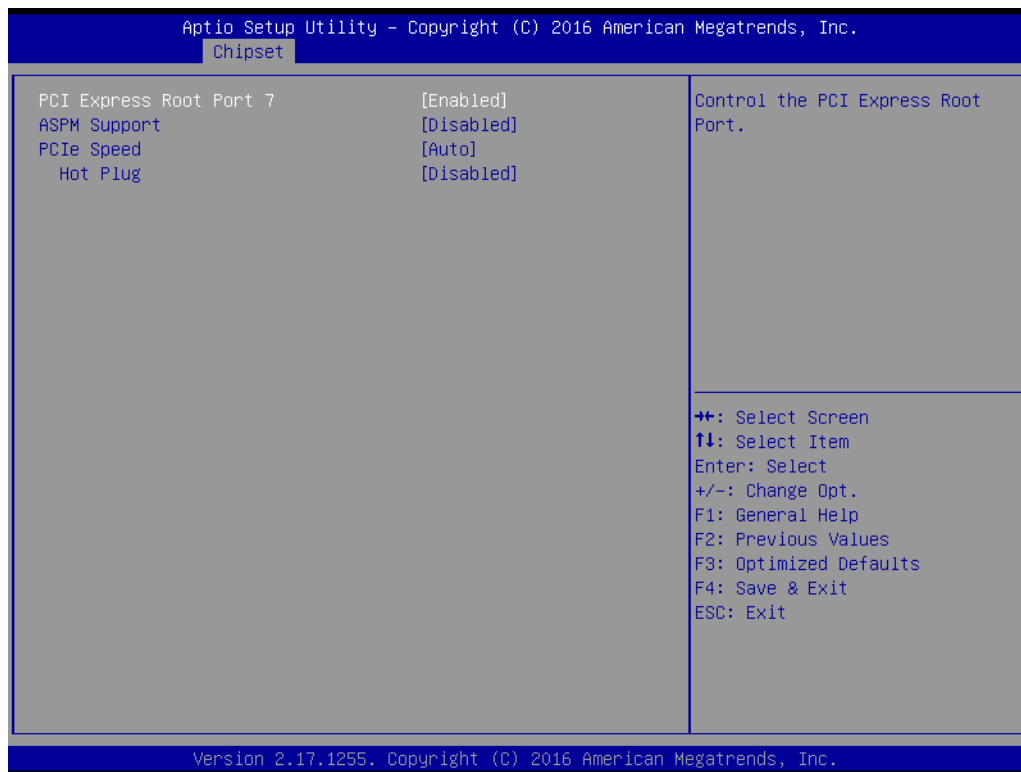 Aptio Setup Utility – Copyright (C) 2016 American Megatrends, Inc.
Chipset
PCI Express Root Port 7 [Enabled]
ASPM Support [Disabled]
PCIe Speed [Auto]
Hot Plug [Disabled]
Control the PCI Express Root
Port.
→←: Select Screen
↑↓: Select Item
Enter: Select
+/-: Change Opt.
F1: General Help
F2: Previous Values
F3: Optimized Defaults
F4: Save & Exit
ESC: Exit
Version 2.17.1255. Copyright (C) 2016 American Megatrends, Inc.